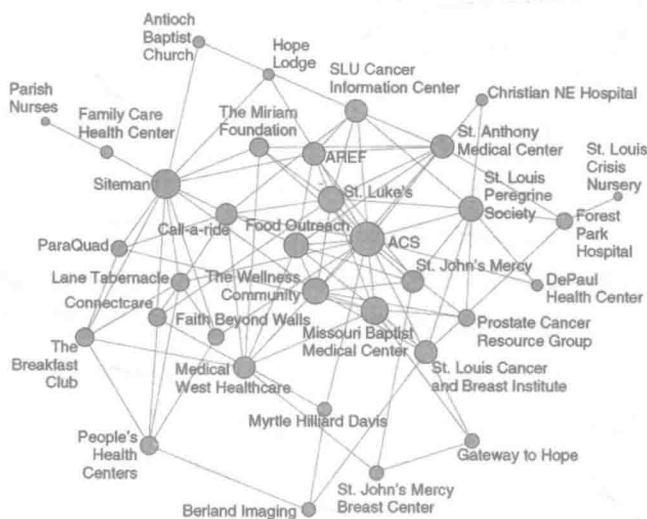 Antioch
Baptist
Church
Hope
Lodge
SLU Cancer
Information Center
Christian NE Hospital
Parish
Nurses
Family Care
Health Center
The Miriam
Foundation
AREF
St. Anthony
Medical Center
St. Louis
Crisis
Nursery
Siteman
St. Luke's
St. Louis
Peregrine
Society
Forest
Park
Hospital
Call-a-ride
Food Outreach
ACS
ParaQuad
Lane Tabernacle
Connectcare
The Wellness
Community
St. John's Mercy
DePaul
Health Center
Faith Beyond Walls
Missouri Baptist
Medical Center
Prostate Cancer
Resource Group
The
Breakfast
Club
Medical
West Healthcare
St. Louis Cancer
and Breast Institute
Myrtle Hilliard Davis
People's
Health
Centers
Gateway to Hope
St. John's Mercy
Breast Center
Berland Imaging